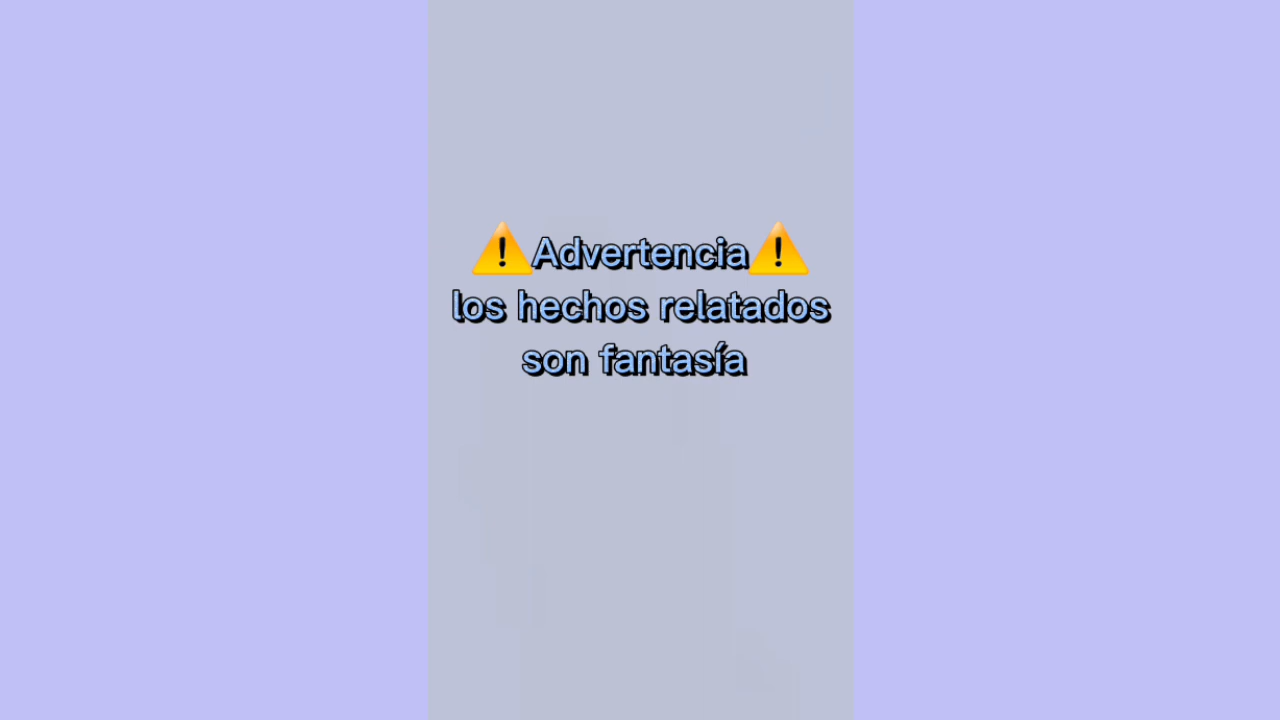 ⚠️Advertencia⚠️
los hechos relatados
son fantasía